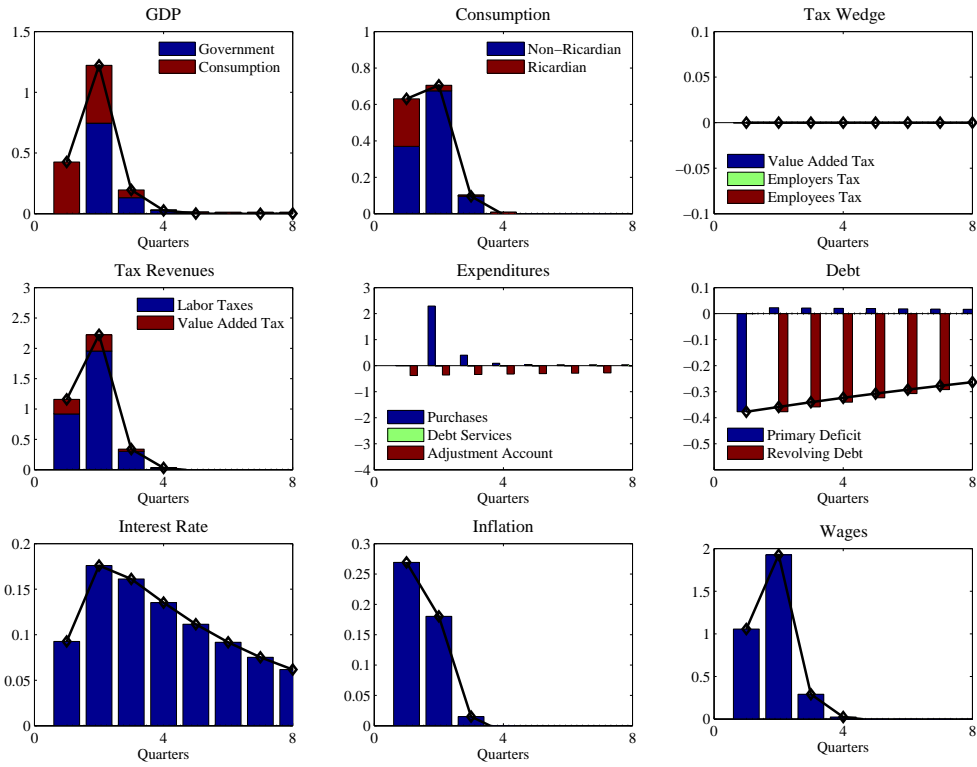 GDP
1.5
1
0.5
0
Government
Consumption
0
4
8
Quarters
Consumption
1
0.8
0.6
0.4
0.2
0
Non−Ricardian
Ricardian
0
4
8
Quarters
Tax Wedge
0.1
0.05
0
−0.05
−0.1
Value Added Tax
Employers Tax
Employees Tax
0
4
8
Quarters
Tax Revenues
3
2.5
2
1.5
1
0.5
0
Labor Taxes
Value Added Tax
0
4
8
Quarters
Expenditures
3
2
1
0
−1
−2
−3
−4
Purchases
Debt Services
Adjustment Account
0
4
8
Quarters
Debt
0.1
0
−0.1
−0.2
−0.3
−0.4
−0.5
−0.6
Primary Deficit
Revolving Debt
0
4
8
Quarters
Interest Rate
0.2
0.15
0.1
0.05
0
0
4
8
Quarters
Inflation
0.3
0.25
0.2
0.15
0.1
0.05
0
0
4
8
Quarters
Wages
2
1.5
1
0.5
0
0
4
8
Quarters